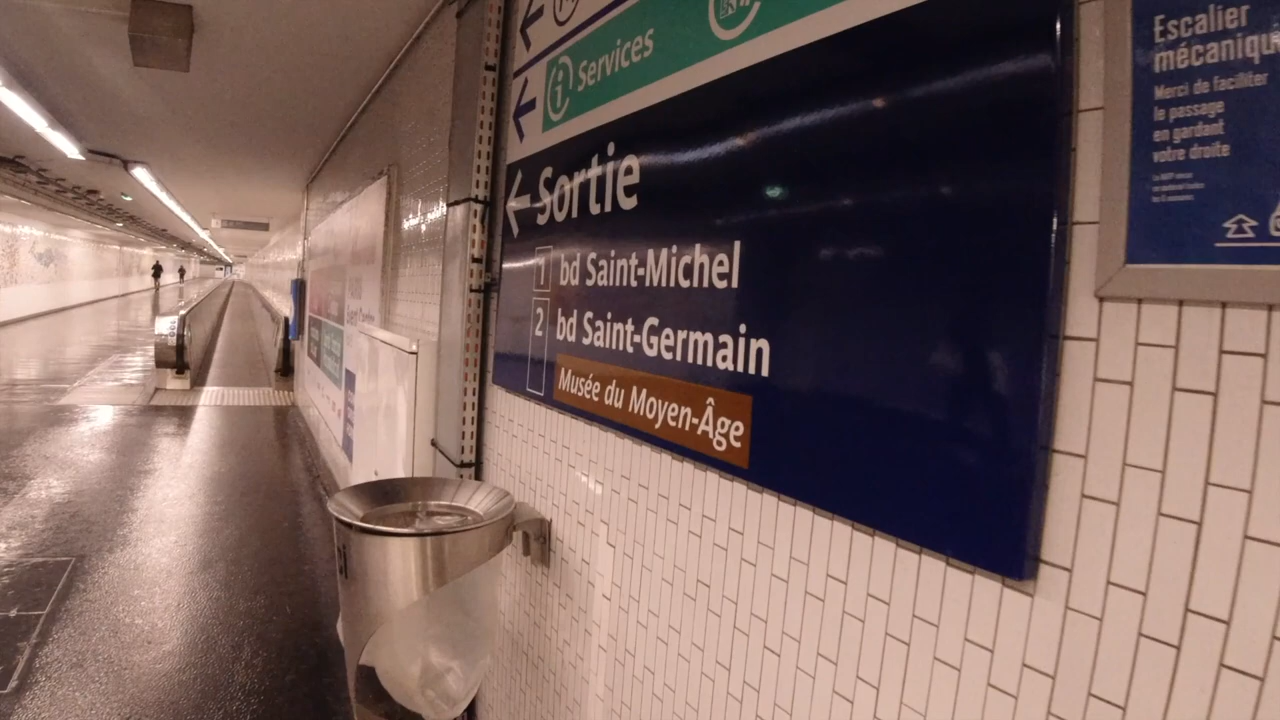 Services
Sortie
1 bd Saint-Michel
2 bd Saint-Germain
Musée du Moyen-Âge
Escalier
mécaniqu
Merci de faciliter
le passage
en gardant
votre droite